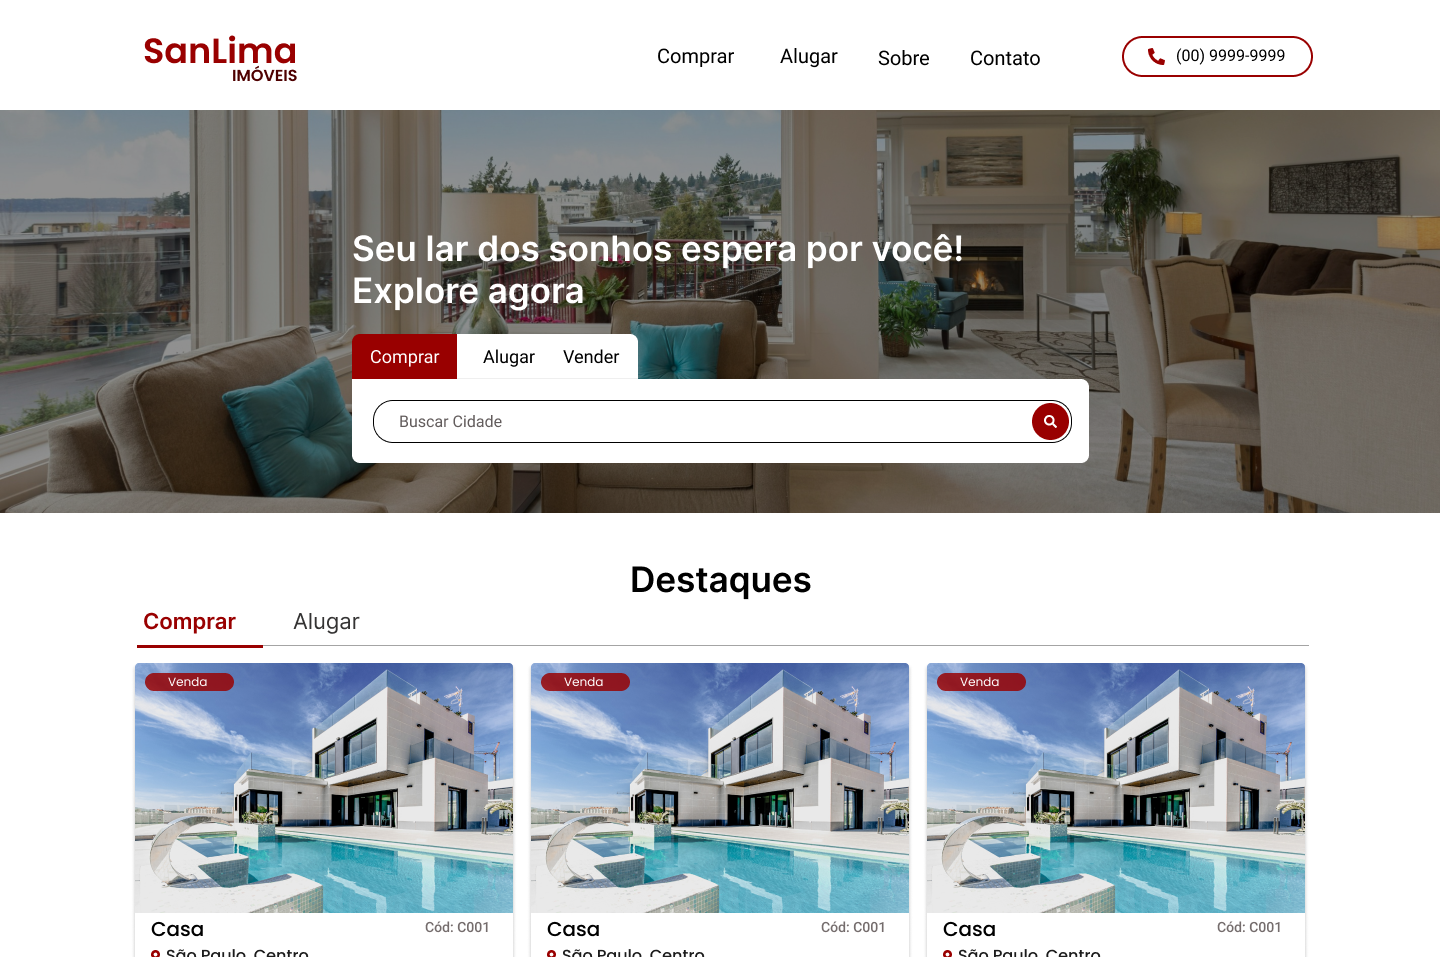 SanLima
IMÓVEIS
Comprar Alugar Sobre Contato (00) 9999-9999
Seu lar dos sonhos espera por você!
Explore agora
Comprar Alugar Vender
Buscar Cidade
Destaques
Comprar Alugar
Venda Venda Venda
Casa Cód: C001 Casa Cód: C001 Casa Cód: C001
São Paulo, Centro São Paulo, Centro São Paulo, Centro